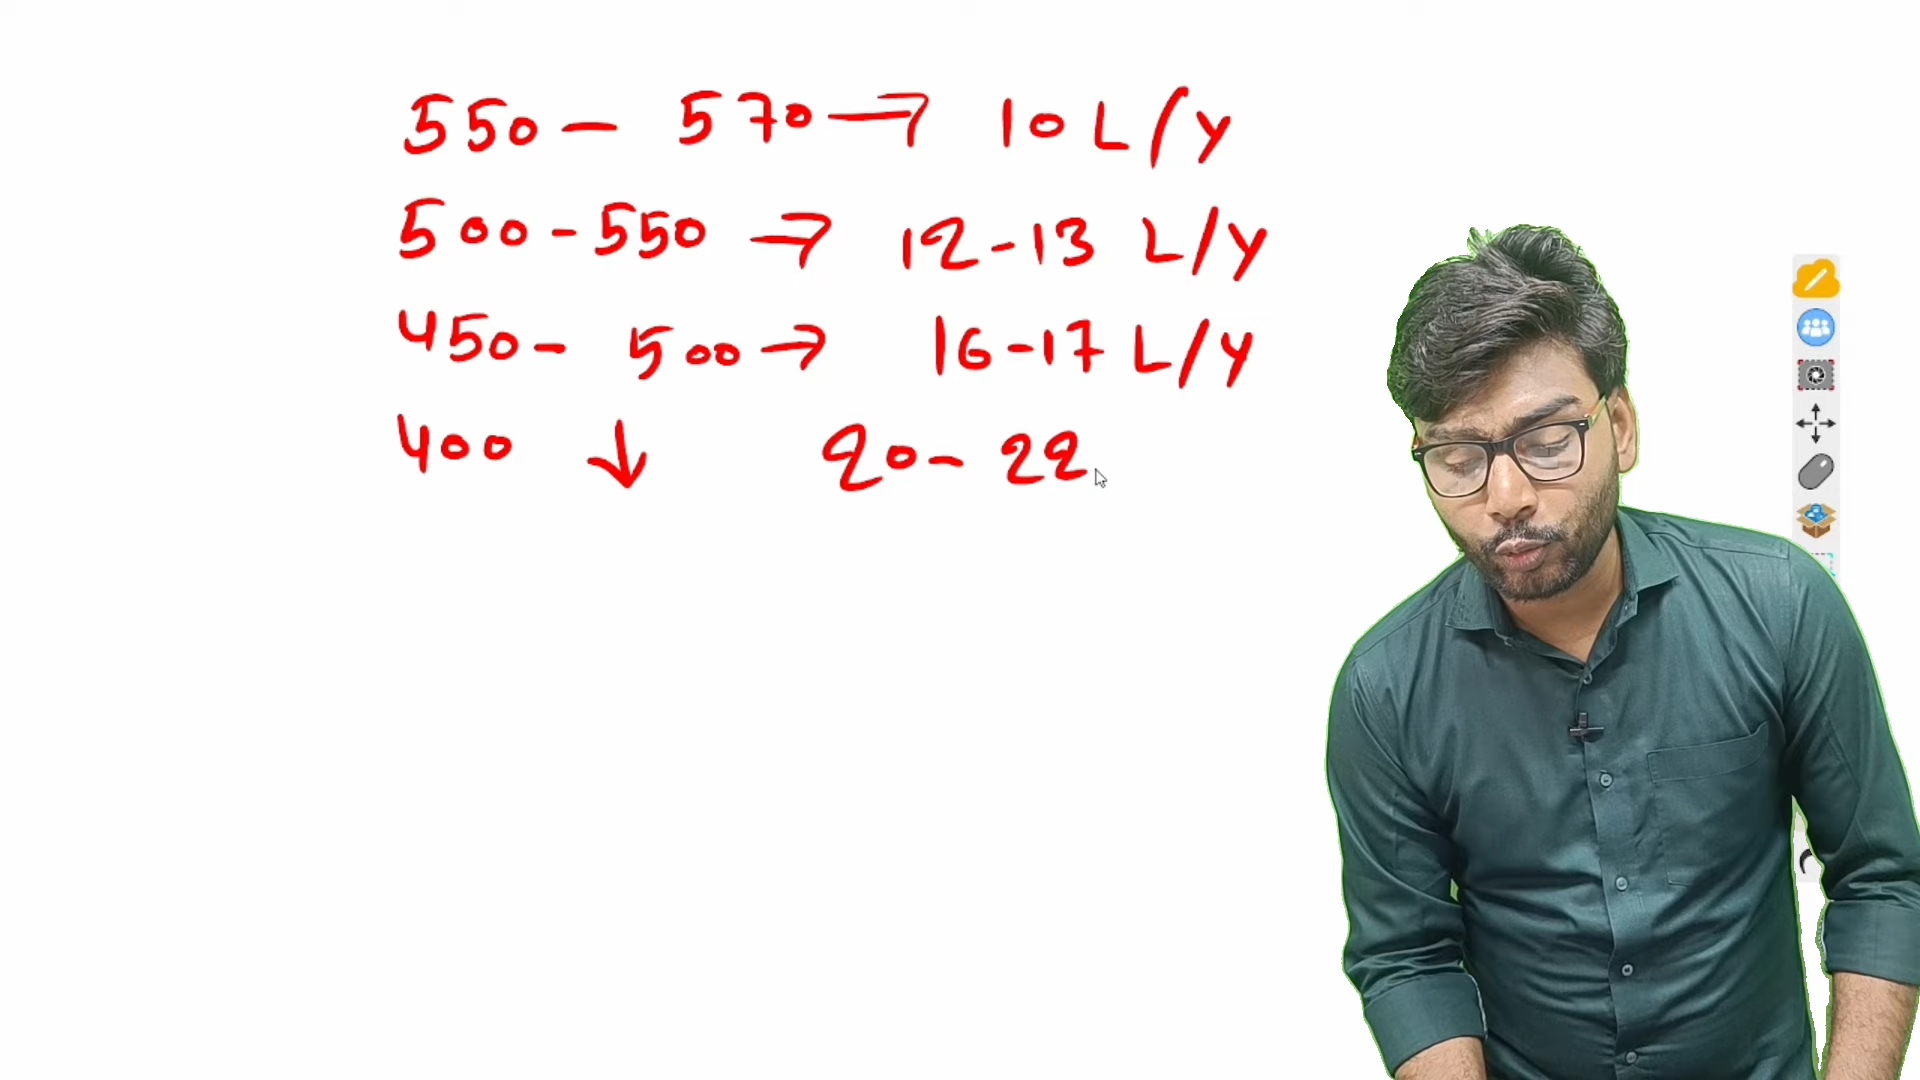 550 - 570 → 10 L/Y
500 - 550 → 12-13 L/Y
450 - 500 → 16-17 L/Y
400 ↓ 20 - 22